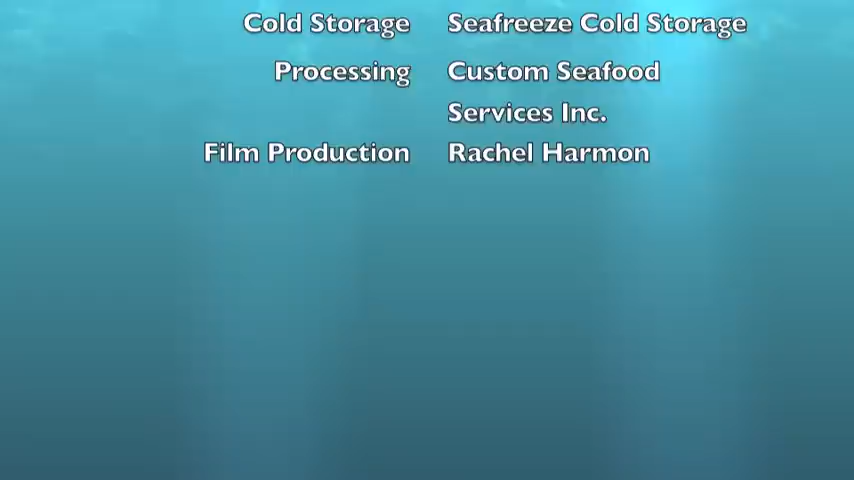 Cold Storage Seafreeze Cold Storage
Processing Custom Seafood
Services Inc.
Film Production Rachel Harmon